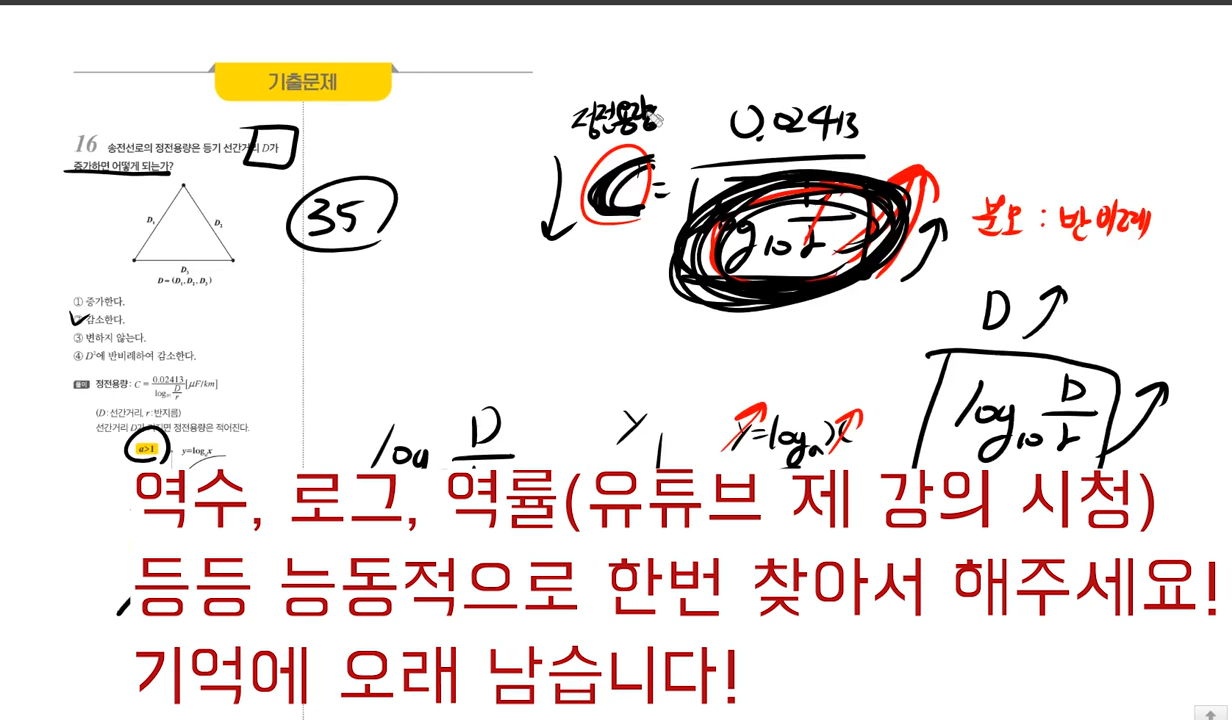 기출문제
16 송전선로의 정전용량은 등가 선간거리 D가
증가하면 어떻게 되는가?
D₁
D₂
D₃
D = (D₁, D₂, D₃)
① 증가한다.
② 감소한다.
③ 변하지 않는다.
④ D²에 반비례하여 감소한다.
풀이 정전용량 : C = 0.02413 / log₁₀ D/r [μF/km]
(D : 선간거리, r : 반지름)
선간거리 D가 면 정전용량은 적어진다.
a>1 y=logₐx
35
정전용량
C = 0.02413
log₁₀ D/r
분모 : 반비례
D
log₁₀ D/r
log D
Y
Y=logₐx
역수, 로그, 역률(유튜브 제 강의 시청)
등등 능동적으로 한번 찾아서 해주세요!
기억에 오래 남습니다!